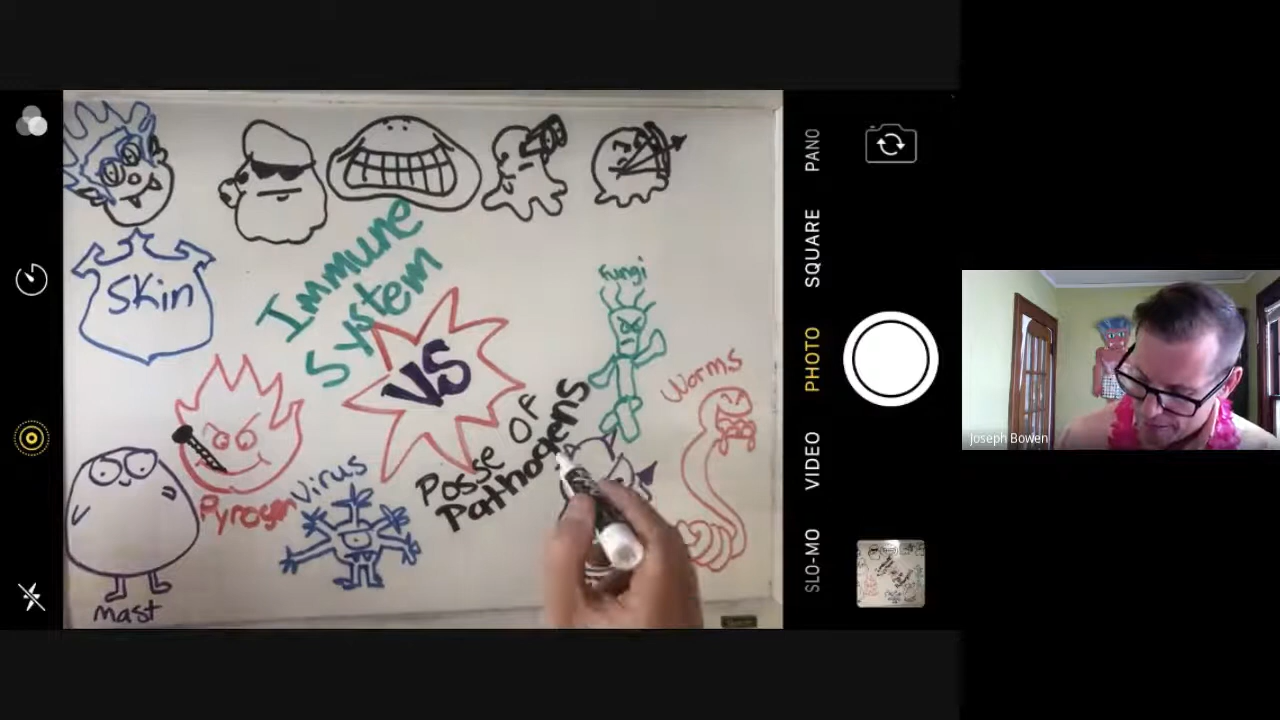 Immune
System
Skin
VS
Fungi
Worms
Posse
OF
Pathogens
Pyrogen
Virus
mast
PANO
SQUARE
PHOTO
VIDEO
SLO-MO
Joseph Bowen